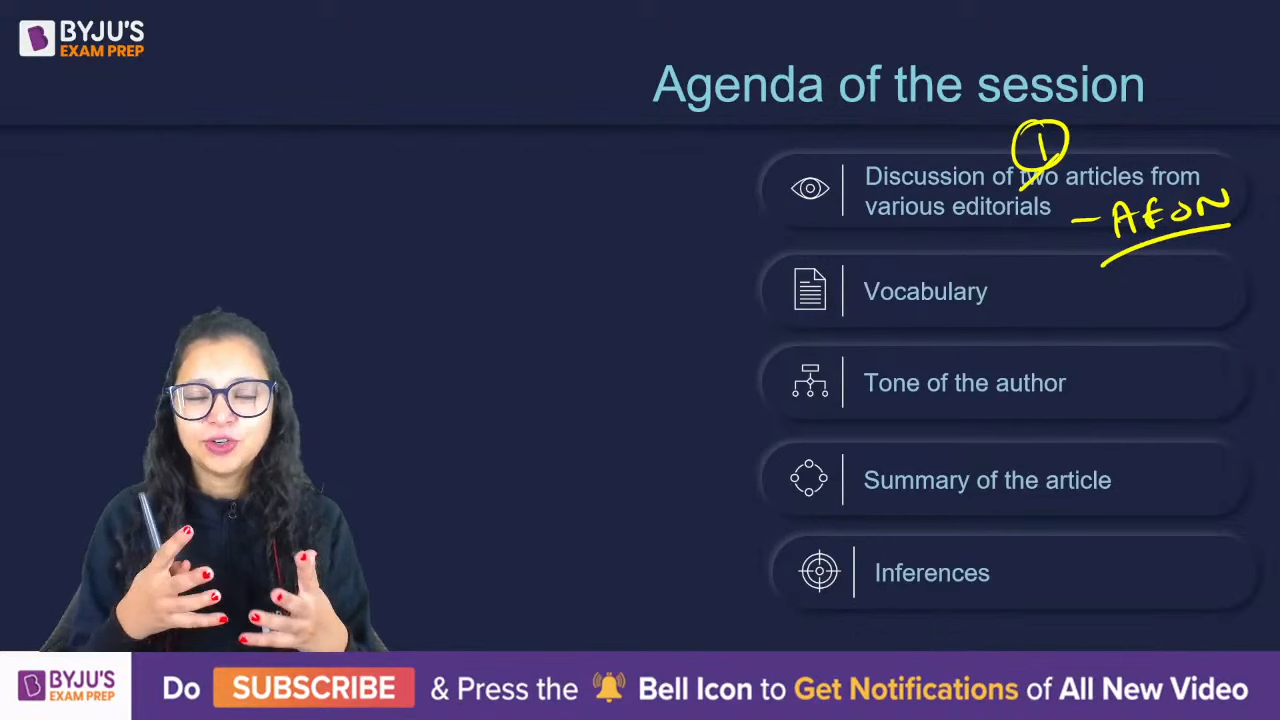 BYJU'S
EXAM PREP
Agenda of the session
1
Discussion of two articles from
various editorials
- AEON
Vocabulary
Tone of the author
Summary of the article
Inferences
BYJU'S
EXAM PREP
Do SUBSCRIBE & Press the Bell Icon to Get Notifications of All New Video